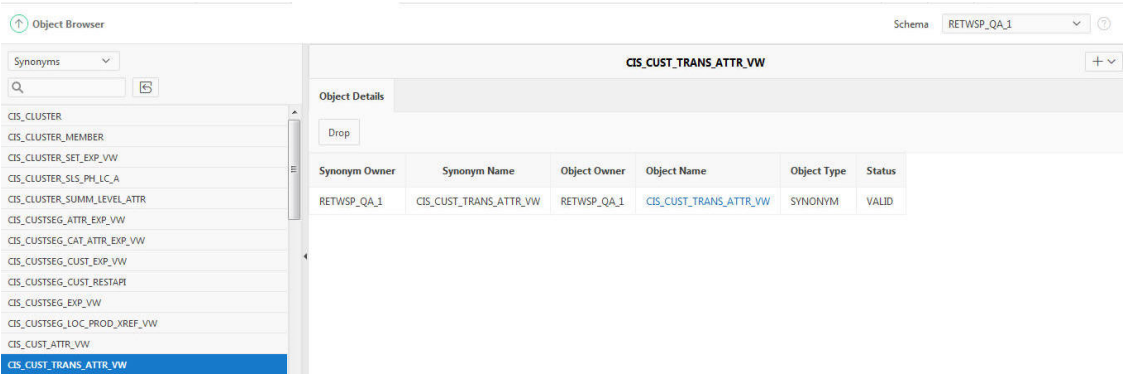 Object Browser
Schema RETWSP_QA_1
Synonyms
CIS_CUST_TRANS_ATTR_VW
Object Details
Drop
Synonym Owner Synonym Name Object Owner Object Name Object Type Status
RETWSP_QA_1 CIS_CUST_TRANS_ATTR_VW RETWSP_QA_1 CIS_CUST_TRANS_ATTR_VW SYNONYM VALID
CIS_CLUSTER
CIS_CLUSTER_MEMBER
CIS_CLUSTER_SET_EXP_VW
CIS_CLUSTER_SLS_PH_LC_A
CIS_CLUSTER_SUMM_LEVEL_ATTR
CIS_CUSTSEG_ATTR_EXP_VW
CIS_CUSTSEG_CAT_ATTR_EXP_VW
CIS_CUSTSEG_CUST_EXP_VW
CIS_CUSTSEG_CUST_RESTAPI
CIS_CUSTSEG_EXP_VW
CIS_CUSTSEG_LOC_PROD_XREF_VW
CIS_CUST_ATTR_VW
CIS_CUST_TRANS_ATTR_VW